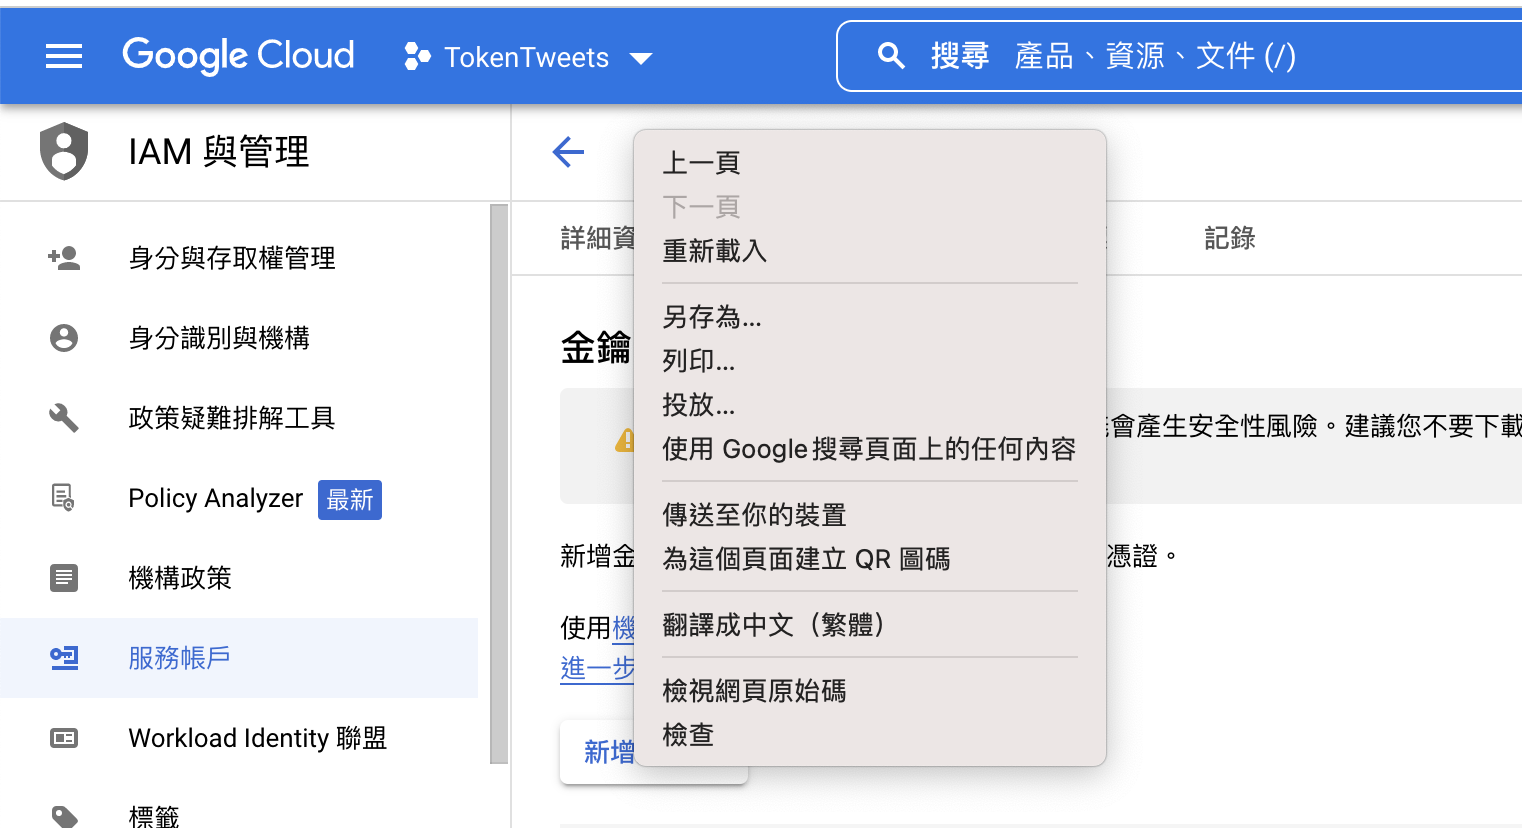 Google Cloud
TokenTweets
搜尋 產品、資源、文件 (/)
IAM 與管理
身分與存取權管理
身分識別與機構
政策疑難排解工具
Policy Analyzer 最新
機構政策
服務帳戶
Workload Identity 聯盟
標籤
詳細資
記錄
金鑰
會產生安全性風險。建議您不要下載
新增金
憑證。
使用機
進一步
新增
上一頁
下一頁
重新載入
另存為...
列印...
投放...
使用 Google 搜尋頁面上的任何內容
傳送至你的裝置
為這個頁面建立 QR 圖碼
翻譯成中文（繁體）
檢視網頁原始碼
檢查